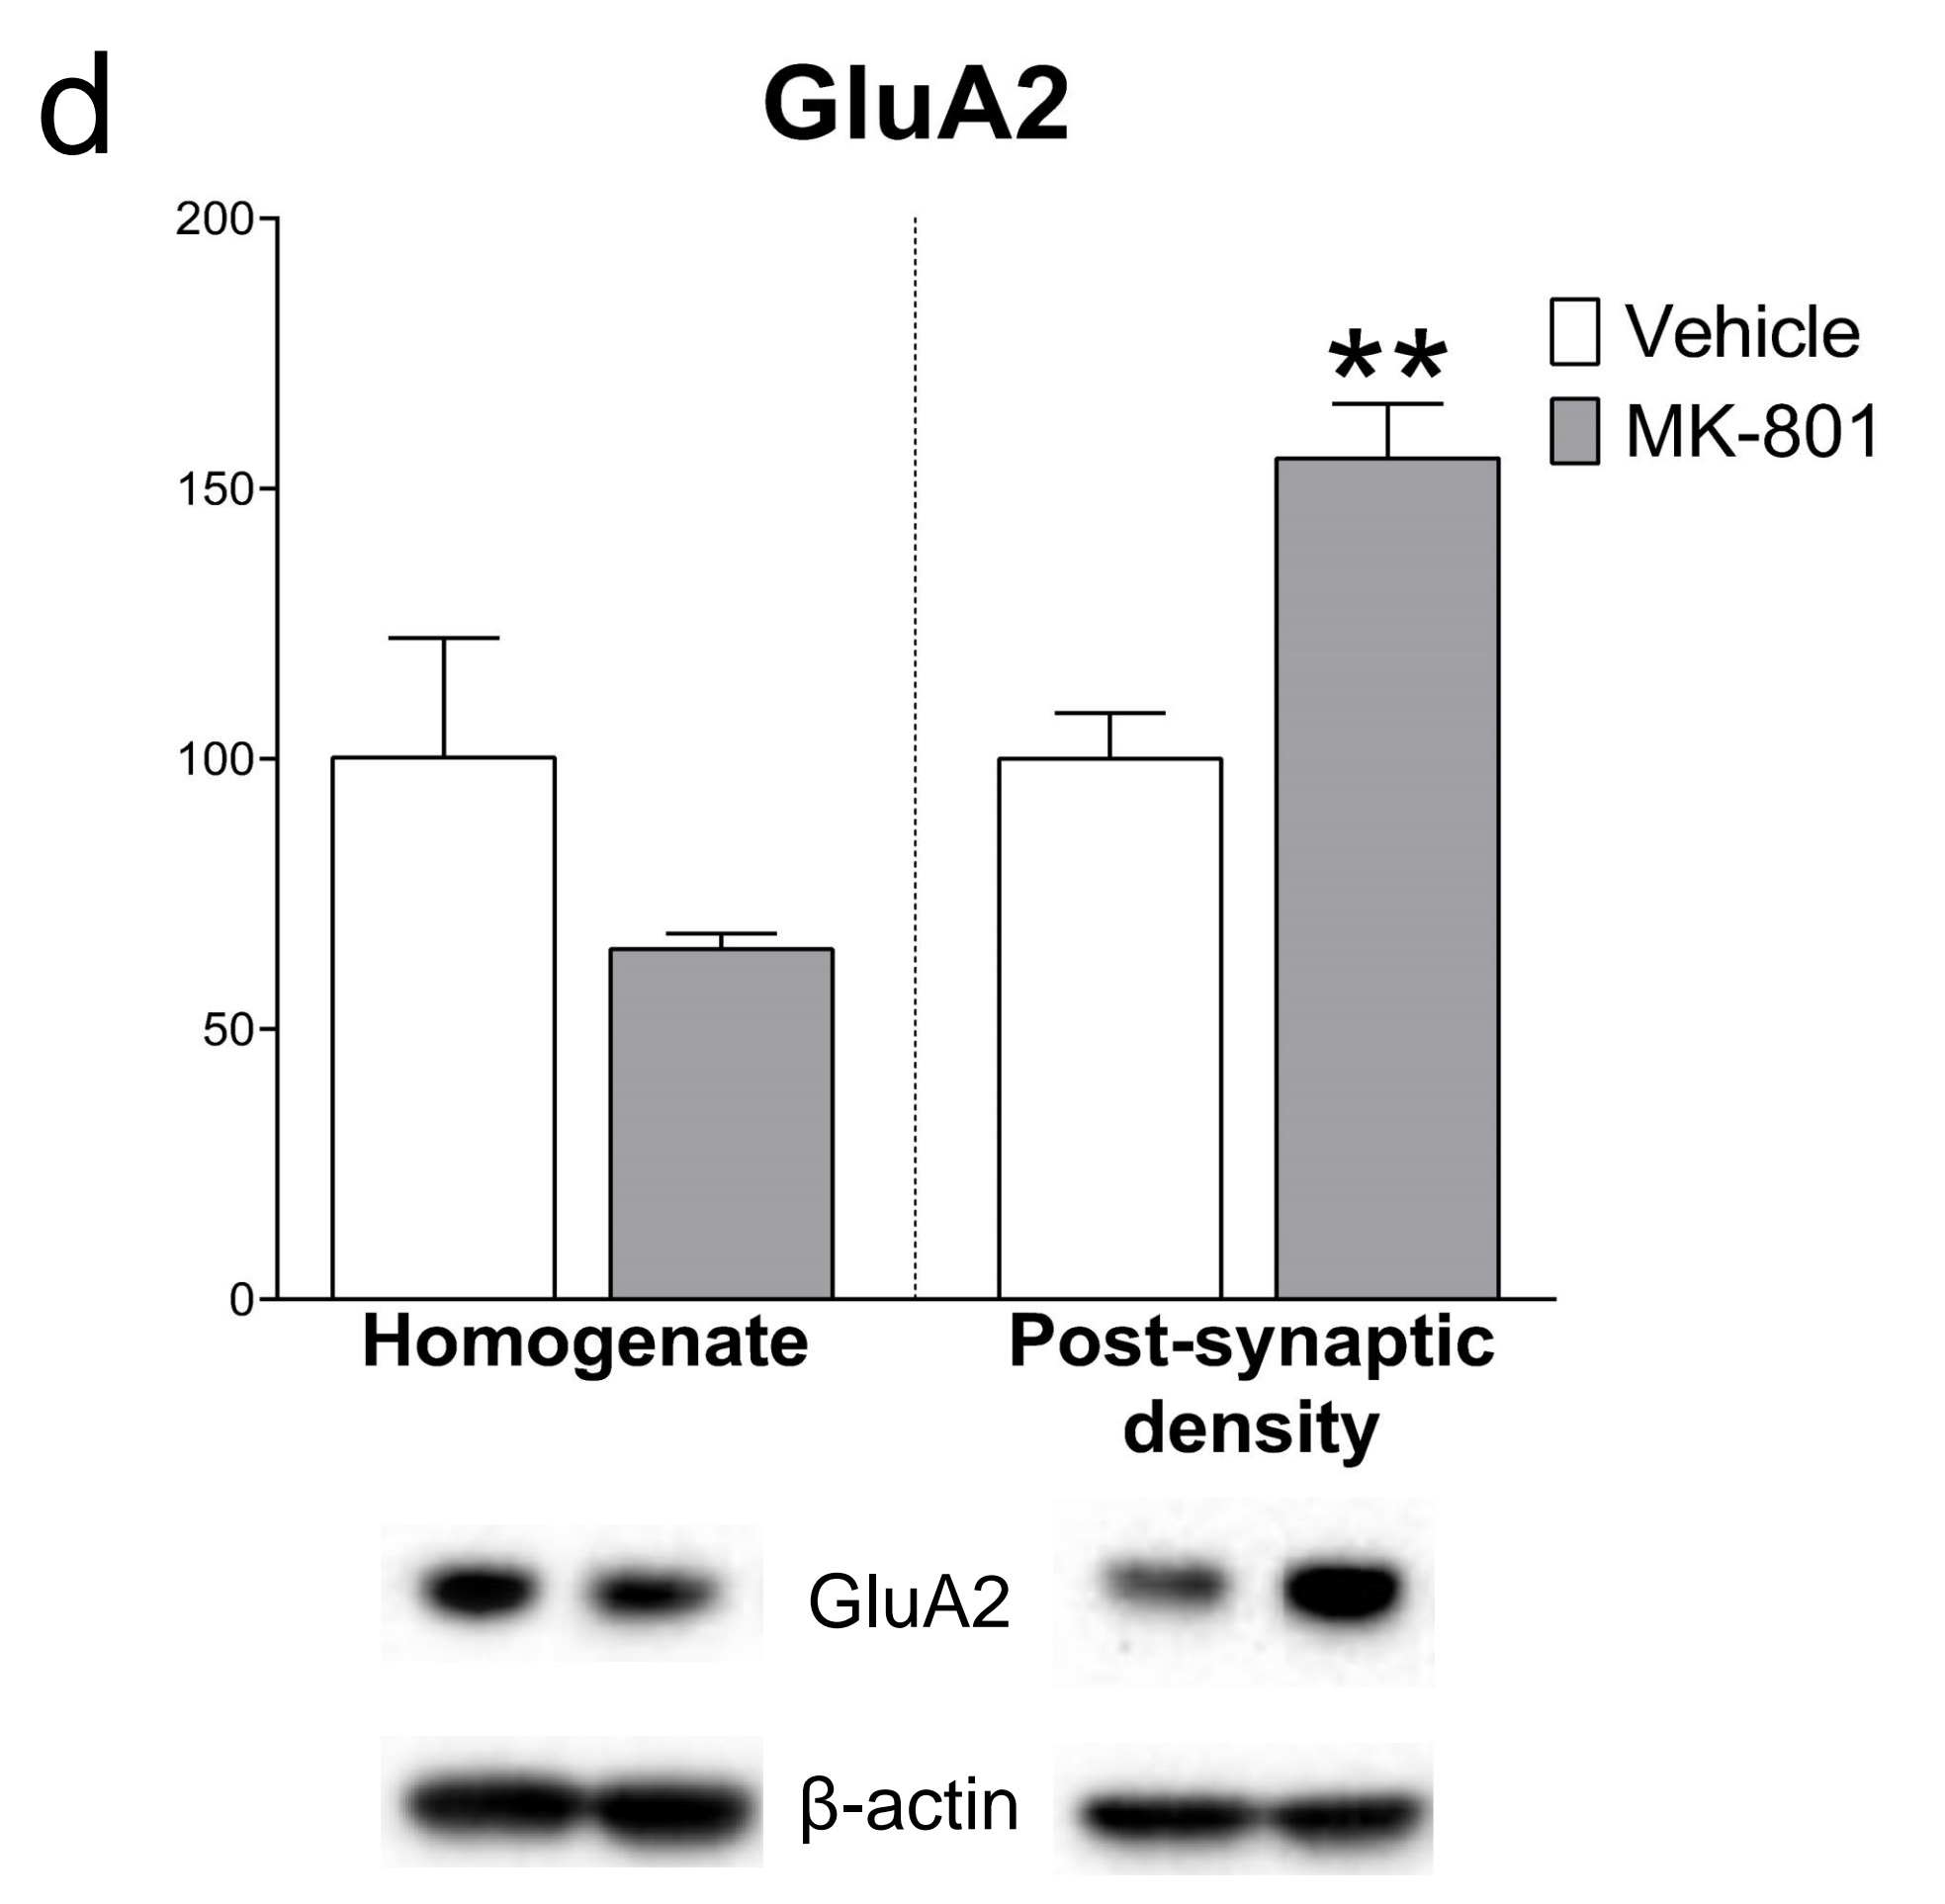 d
GluA2
200
150
100
50
0
**
Vehicle
MK-801
Homogenate
Post-synaptic
density
GluA2
β-actin